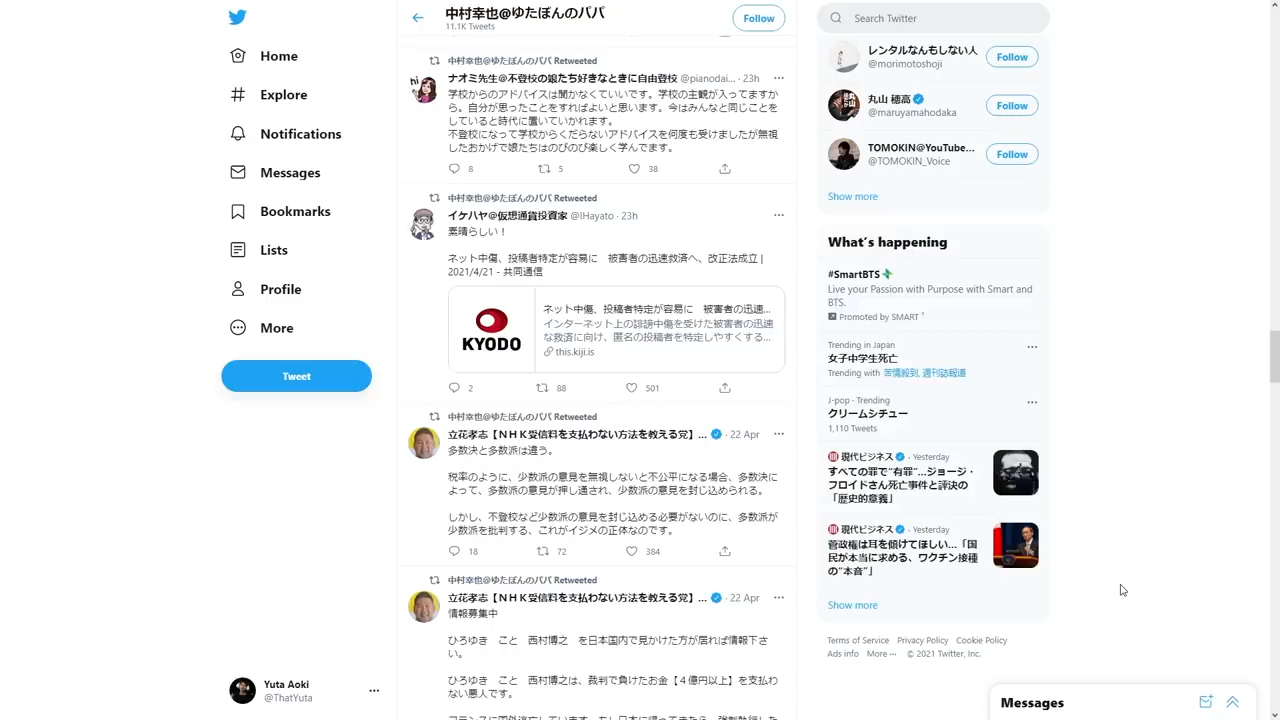 Home
Explore
Notifications
Messages
Bookmarks
Lists
Profile
More
Tweet
Yuta Aoki
@ThatYuta
中村幸也@ゆたぼんのパパ
11.1K Tweets
Follow
中村幸也@ゆたぼんのパパ Retweeted
ナオミ先生@不登校の娘たち好きなときに自由登校 @pianodai... · 23h
学校からのアドバイスは聞かなくていいです。学校の主観が入ってますか
ら。自分が思ったことをすればよいと思います。今はみんなと同じことを
していると時代に置いていかれます。
不登校になって学校からくだらないアドバイスを何度も受けましたが無視
したおかげで娘たちはのびのび楽しく学んでます。
8 5 38
中村幸也@ゆたぼんのパパ Retweeted
イケハヤ@仮想通貨投資家 @IHayato · 23h
素晴らしい！
ネット中傷、投稿者特定が容易に 被害者の迅速救済へ、改正法成立 |
2021/4/21 - 共同通信
KYODO
ネット中傷、投稿者特定が容易に 被害者の迅速...
インターネット上の誹謗中傷を受けた被害者の迅速
な救済に向け、匿名の投稿者を特定しやすくする...
this.kiji.is
2 88 501
中村幸也@ゆたぼんのパパ Retweeted
立花孝志【ＮＨＫ受信料を支払わない方法を教える党】... · 22 Apr
多数決と多数派は違う。
税率のように、少数派の意見を無視しないと不公平になる場合、多数決に
よって、多数派の意見が押し通され、少数派の意見を封じ込められる。
しかし、不登校など少数派の意見を封じ込める必要がないのに、多数派が
少数派を批判する、これがイジメの正体なのです。
18 72 384
中村幸也@ゆたぼんのパパ Retweeted
立花孝志【ＮＨＫ受信料を支払わない方法を教える党】... · 22 Apr
情報募集中
ひろゆき こと 西村博之 を日本国内で見かけた方が居れば情報下さ
い。
ひろゆき こと 西村博之は、裁判で負けたお金【４億円以上】を支払わ
ない悪人です。
Search Twitter
レンタルなんもしない人
@morimotoshoji
Follow
丸山 穂高
@maruyamahodaka
Follow
TOMOKIN@YouTube...
@TOMOKIN_Voice
Follow
Show more
What's happening
#SmartBTS
Live your Passion with Purpose with Smart and
BTS.
Promoted by SMART
Trending in Japan
女子中学生死亡
Trending with 苦情殺到, 週刊誌報道
J-pop · Trending
クリームシチュー
1,110 Tweets
現代ビジネス · Yesterday
すべての罪で“有罪”…ジョージ・
フロイドさん死亡事件と評決の
「歴史的意義」
現代ビジネス · Yesterday
菅政権は耳を傾けてほしい…「国
民が本当に求める、ワクチン接種
の“本音”」
Show more
Terms of Service Privacy Policy Cookie Policy
Ads info More ··· © 2021 Twitter, Inc.
Messages